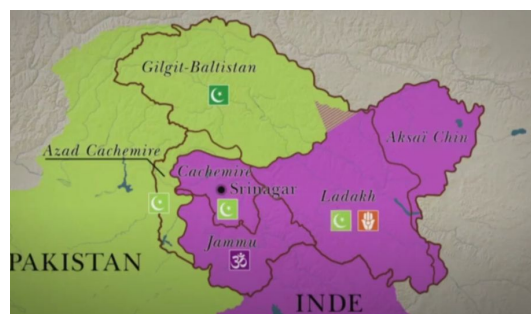 Gilgit-Baltistan
Aksaï Chin
Azad Cachemire
Cachemire
Srinagar
Ladakh
Jammu
ॐ
PAKISTAN
INDE